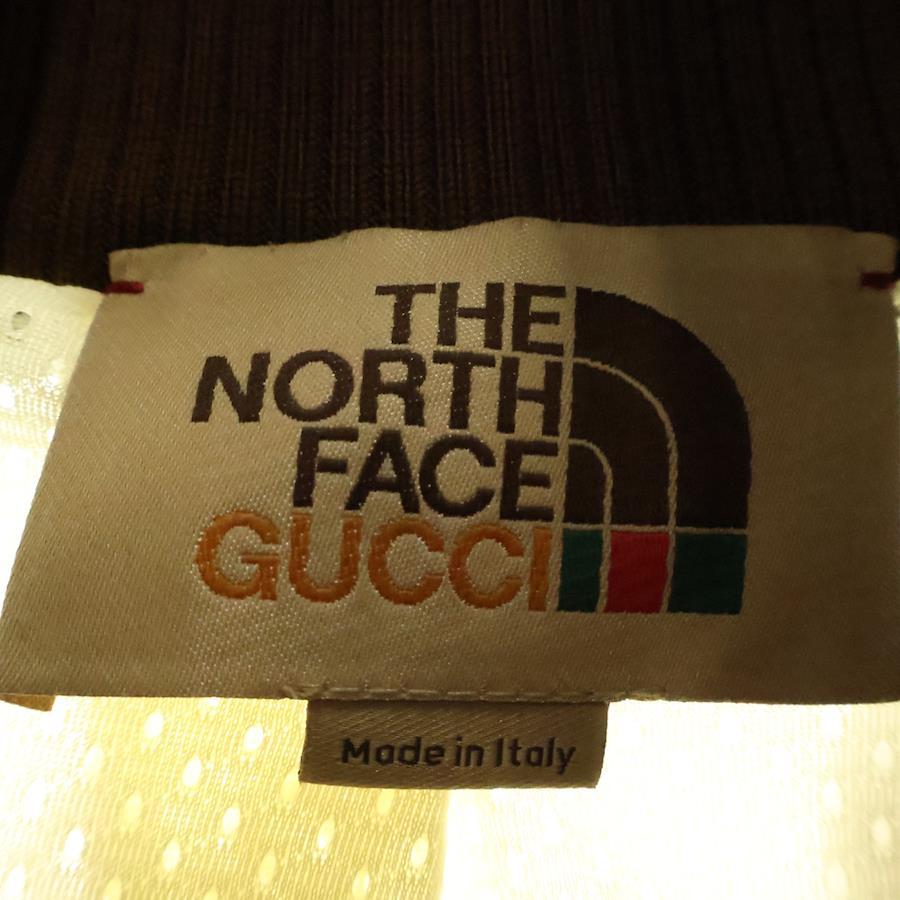 THE
NORTH
FACE
GUCCI
Made in Italy